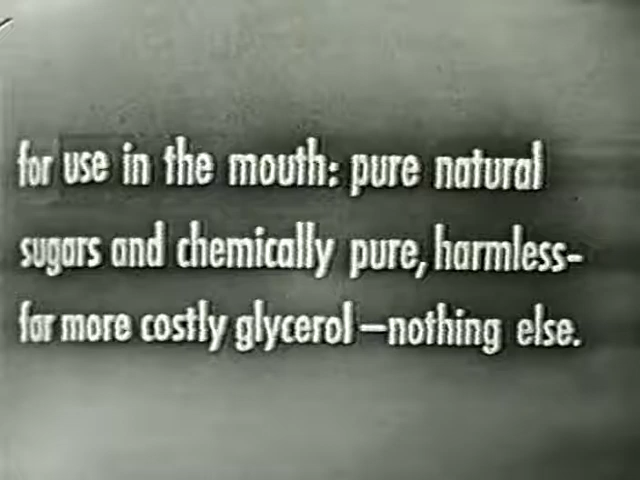 for use in the mouth: pure natural
sugars and chemically pure, harmless-
far more costly glycerol—nothing else.